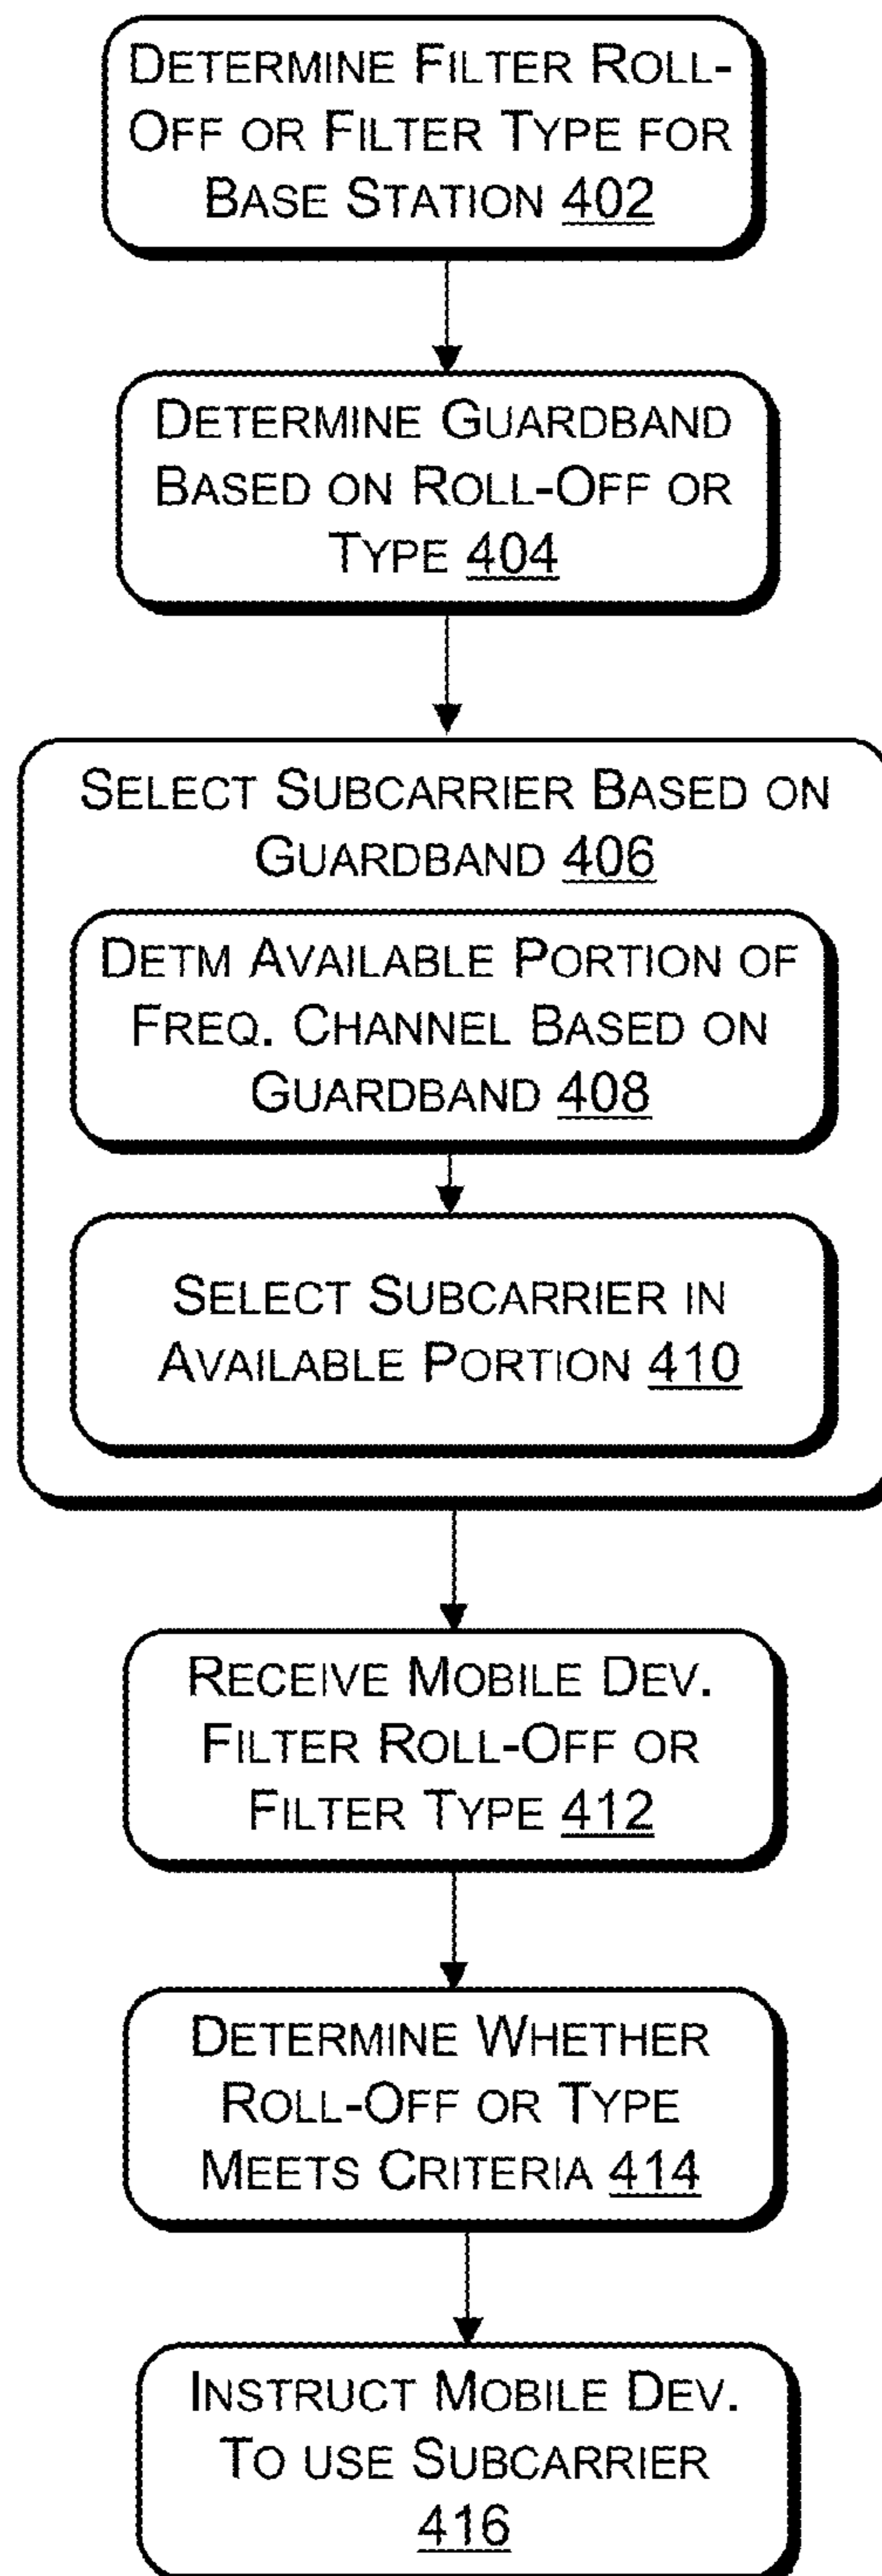 DETERMINE FILTER ROLL-
OFF OR FILTER TYPE FOR
BASE STATION 402
DETERMINE GUARDBAND
BASED ON ROLL-OFF OR
TYPE 404
SELECT SUBCARRIER BASED ON
GUARDBAND 406
DETM AVAILABLE PORTION OF
FREQ. CHANNEL BASED ON
GUARDBAND 408
SELECT SUBCARRIER IN
AVAILABLE PORTION 410
RECEIVE MOBILE DEV.
FILTER ROLL-OFF OR
FILTER TYPE 412
DETERMINE WHETHER
ROLL-OFF OR TYPE
MEETS CRITERIA 414
INSTRUCT MOBILE DEV.
TO USE SUBCARRIER
416